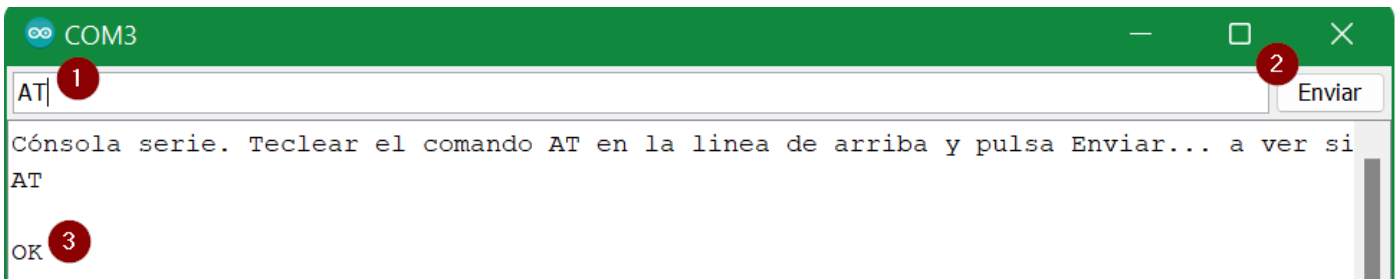 COM3
AT 1
2
Enviar
Cónsola serie. Teclear el comando AT en la linea de arriba y pulsa Enviar... a ver si
AT
OK 3